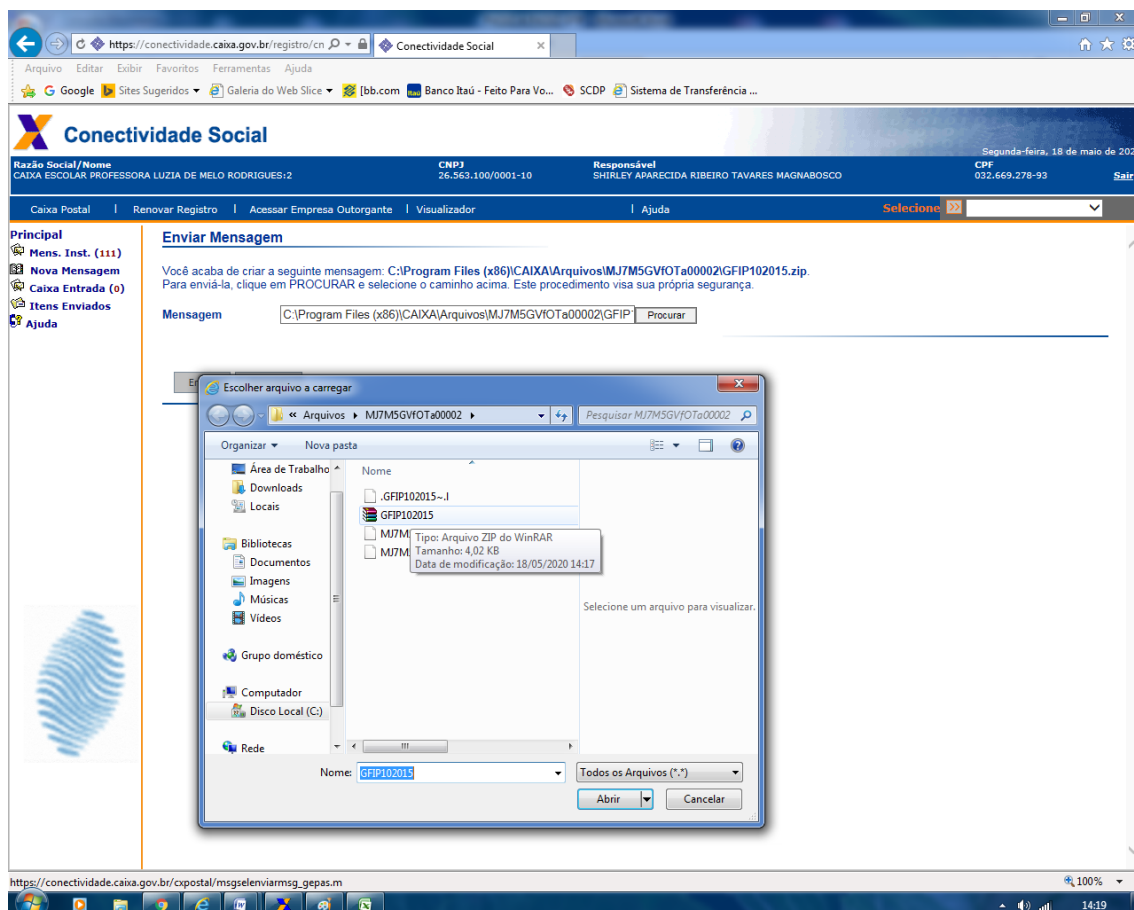 https://conectividade.caixa.gov.br/registro/cn
Conectividade Social
Arquivo Editar Exibir Favoritos Ferramentas Ajuda
Google Sites Sugeridos Galeria do Web Slice [bb.com Banco Itaú - Feito Para Vo... SCDP Sistema de Transferência ...
Conectividade Social
Segunda-feira, 18 de maio de 202
Razão Social/Nome CNPJ Responsável CPF
CAIXA ESCOLAR PROFESSORA LUZIA DE MELO RODRIGUES:2 26.563.100/0001-10 SHIRLEY APARECIDA RIBEIRO TAVARES MAGNABOSCO 032.669.278-93 Sair
Caixa Postal | Renovar Registro | Acessar Empresa Outorgante | Visualizador | Ajuda Selecione
Principal
Mens. Inst. (111)
Nova Mensagem
Caixa Entrada (0)
Itens Enviados
Ajuda
Enviar Mensagem
Você acaba de criar a seguinte mensagem: C:\Program Files (x86)\CAIXA\Arquivos\MJ7M5GVfOTa00002\GFIP102015.zip.
Para enviá-la, clique em PROCURAR e selecione o caminho acima. Este procedimento visa sua própria segurança.
Mensagem C:\Program Files (x86)\CAIXA\Arquivos\MJ7M5GVfOTa00002\GFIP Procurar
Escolher arquivo a carregar
« Arquivos MJ7M5GVfOTa00002 Pesquisar MJ7M5GVfOTa00002
Organizar Nova pasta
Área de Trabalho
Downloads
Locais
Bibliotecas
Documentos
Imagens
Músicas
Vídeos
Grupo doméstico
Computador
Disco Local (C:)
Rede
Nome
.GFIP102015~.I
GFIP102015
MJ7M
MJ7M
Tipo: Arquivo ZIP do WinRAR
Tamanho: 4,02 KB
Data de modificação: 18/05/2020 14:17
Selecione um arquivo para visualizar.
Nome: GFIP102015 Todos os Arquivos (*.*)
Abrir Cancelar
https://conectividade.caixa.gov.br/cxpostal/msgselenviarmsg_gepas.m
100%
14:19